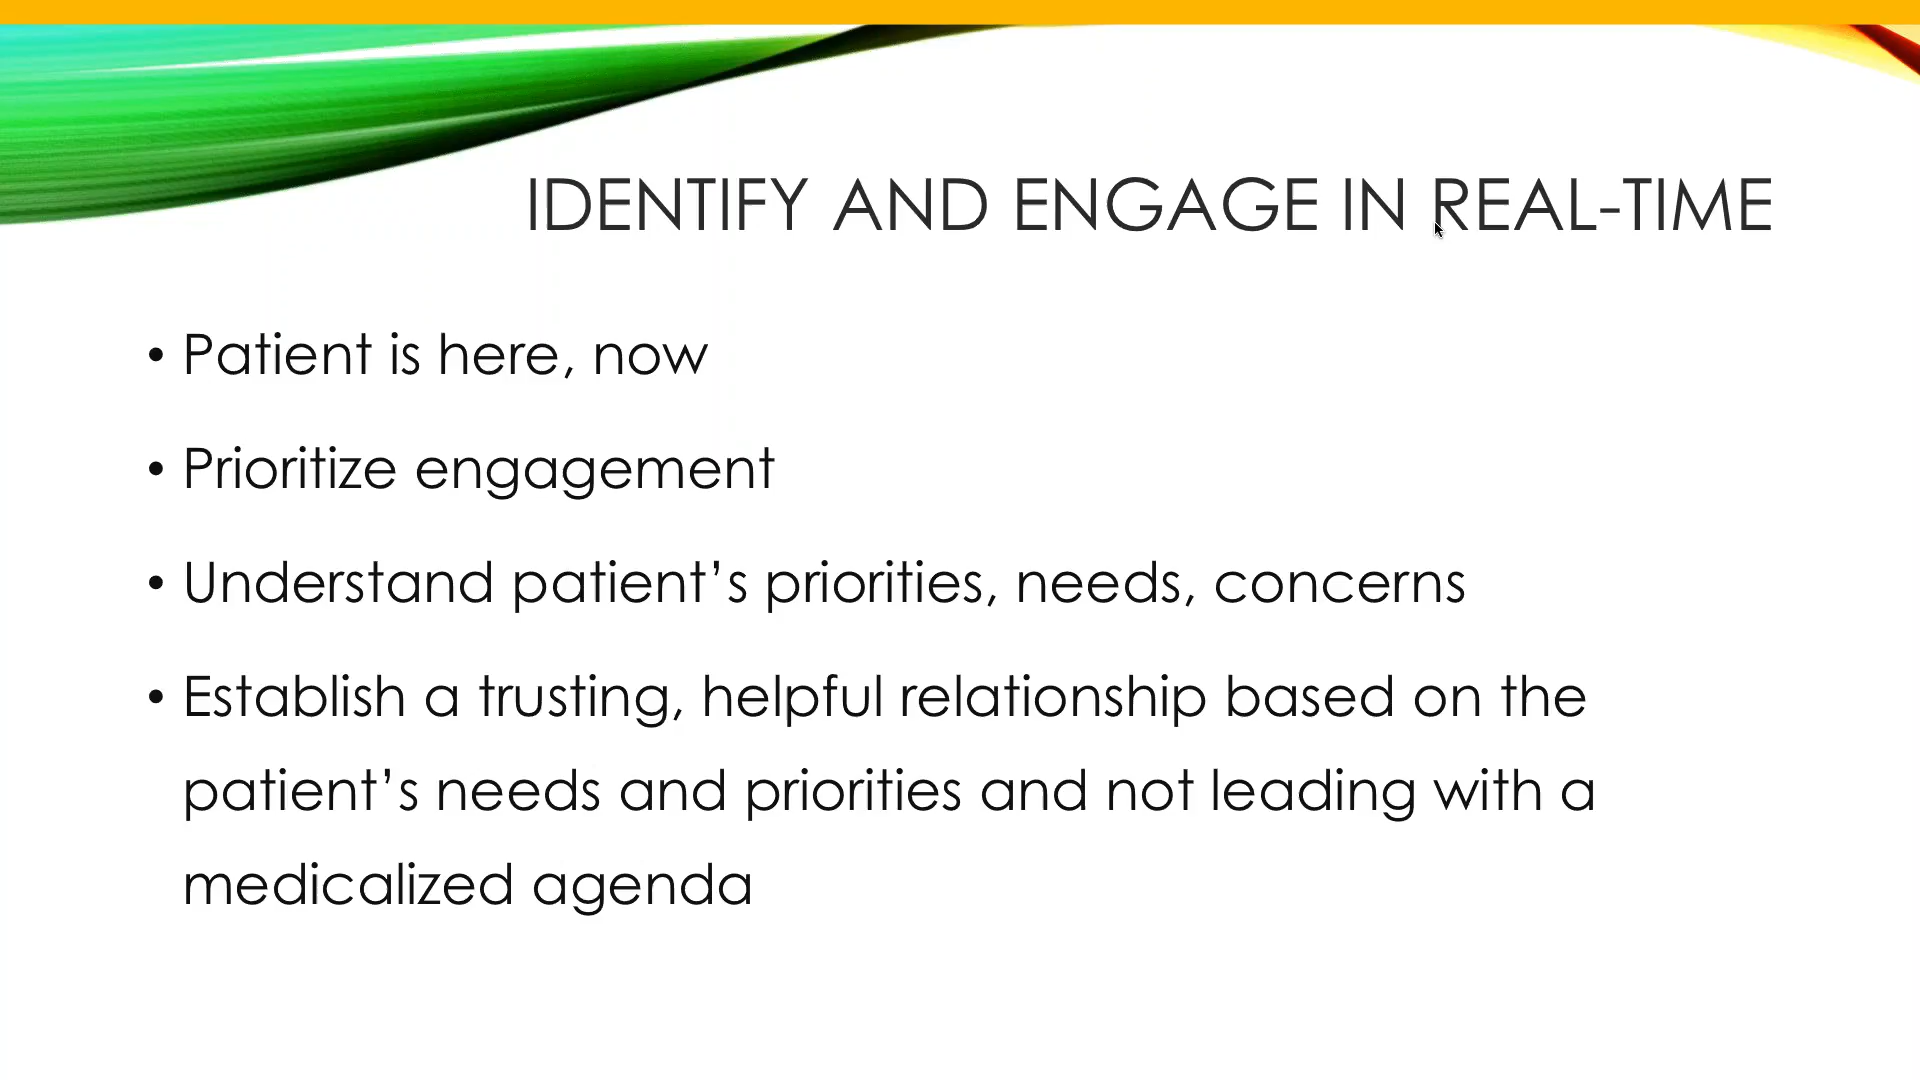 IDENTIFY AND ENGAGE IN REAL-TIME
• Patient is here, now
• Prioritize engagement
• Understand patient’s priorities, needs, concerns
• Establish a trusting, helpful relationship based on the
patient’s needs and priorities and not leading with a
medicalized agenda